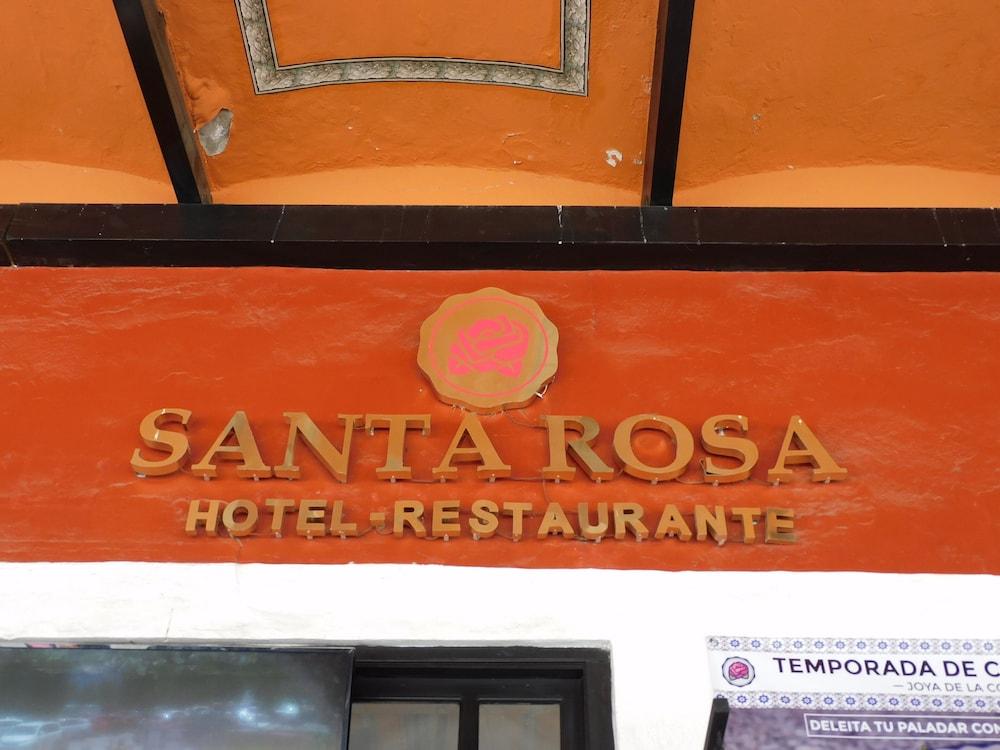 SANTA ROSA
HOTEL-RESTAURANTE
TEMPORADA DE
— JOYA DE LA
DELEITA TU PALADAR CON